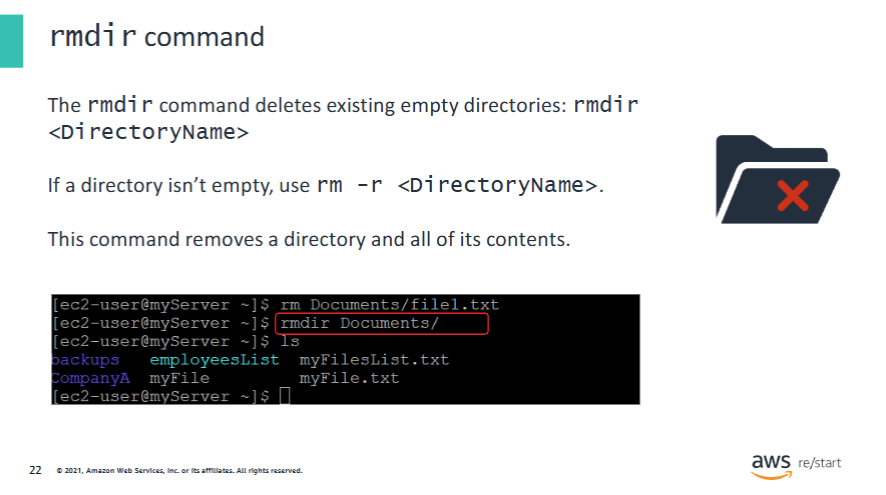 rmdir command
The rmdir command deletes existing empty directories: rmdir
<DirectoryName>
If a directory isn't empty, use rm -r <DirectoryName>.
This command removes a directory and all of its contents.
[ec2-user@myServer ~]$ rm Documents/file1.txt
[ec2-user@myServer ~]$ rmdir Documents/
[ec2-user@myServer ~]$ ls
backups employeesList myFilesList.txt
CompanyA myFile myFile.txt
[ec2-user@myServer ~]$
22 © 2021, Amazon Web Services, Inc. or its affiliates. All rights reserved.
aws re/start